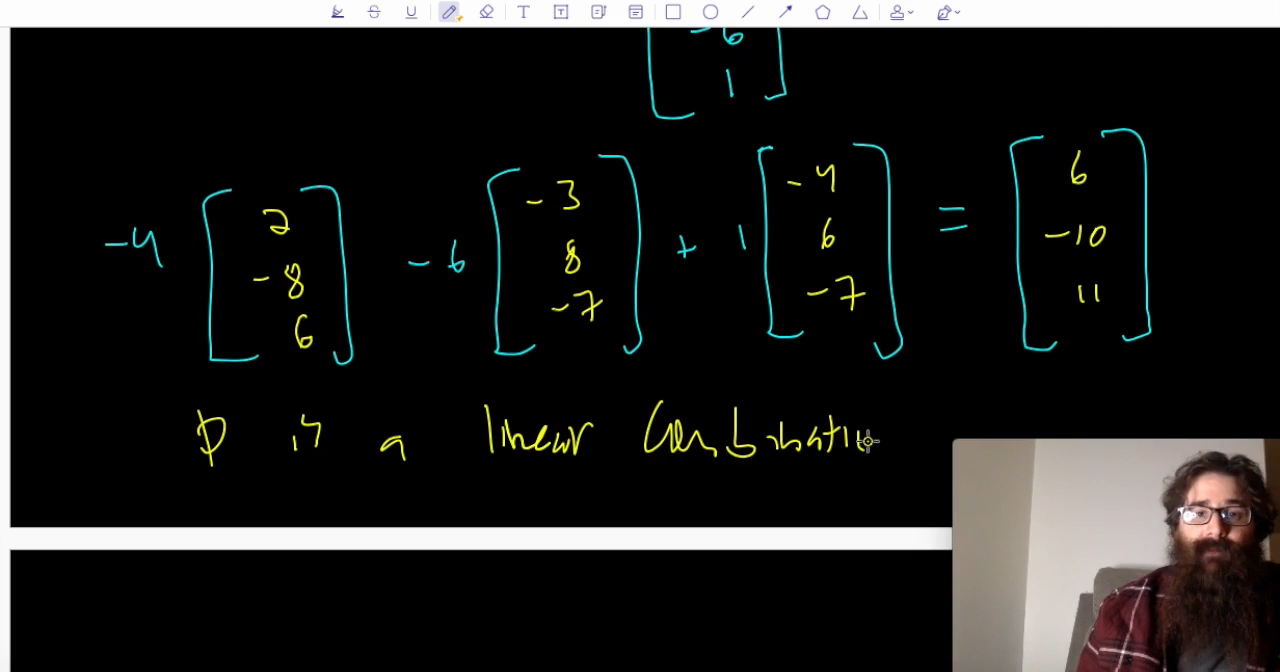 -6
1
-4 [2 -8 6] -6 [-3 8 -7] + 1 [-4 6 -7] = [6 -10 11]
p is a linear combinatio